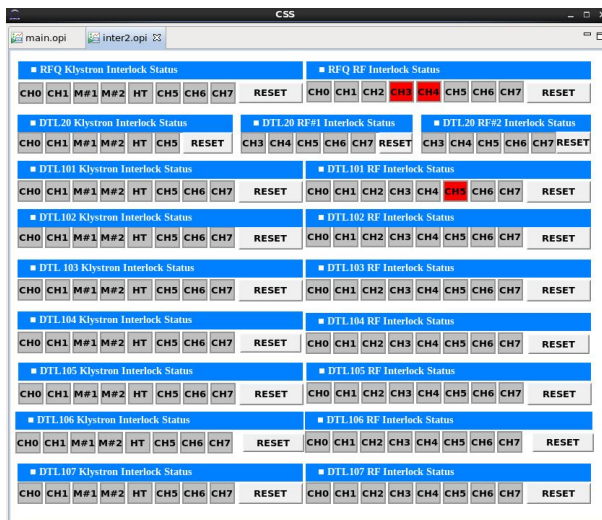 CSS
main.opi inter2.opi
■ RFQ Klystron Interlock Status ■ RFQ RF Interlock Status
CH0 CH1 M#1 M#2 HT CH5 CH6 CH7 RESET CH0 CH1 CH2 CH3 CH4 CH5 CH6 CH7 RESET
■ DTL20 Klystron Interlock Status ■ DTL20 RF#1 Interlock Status ■ DTL20 RF#2 Interlock Status
CH0 CH1 M#1 M#2 HT CH5 RESET CH3 CH4 CH5 CH6 CH7 RESET CH3 CH4 CH5 CH6 CH7 RESET
■ DTL101 Klystron Interlock Status ■ DTL101 RF Interlock Status
CH0 CH1 M#1 M#2 HT CH5 CH6 CH7 RESET CH0 CH1 CH2 CH3 CH4 CH5 CH6 CH7 RESET
■ DTL102 Klystron Interlock Status ■ DTL102 RF Interlock Status
CH0 CH1 M#1 M#2 HT CH5 CH6 CH7 RESET CH0 CH1 CH2 CH3 CH4 CH5 CH6 CH7 RESET
■ DTL 103 Klystron Interlock Status ■ DTL103 RF Interlock Status
CH0 CH1 M#1 M#2 HT CH5 CH6 CH7 RESET CH0 CH1 CH2 CH3 CH4 CH5 CH6 CH7 RESET
■ DTL104 Klystron Interlock Status ■ DTL104 RF Interlock Status
CH0 CH1 M#1 M#2 HT CH5 CH6 CH7 RESET CH0 CH1 CH2 CH3 CH4 CH5 CH6 CH7 RESET
■ DTL105 Klystron Interlock Status ■ DTL105 RF Interlock Status
CH0 CH1 M#1 M#2 HT CH5 CH6 CH7 RESET CH0 CH1 CH2 CH3 CH4 CH5 CH6 CH7 RESET
■ DTL106 Klystron Interlock Status ■ DTL106 RF Interlock Status
CH0 CH1 M#1 M#2 HT CH5 CH6 CH7 RESET CH0 CH1 CH2 CH3 CH4 CH5 CH6 CH7 RESET
■ DTL107 Klystron Interlock Status ■ DTL107 RF Interlock Status
CH0 CH1 M#1 M#2 HT CH5 CH6 CH7 RESET CH0 CH1 CH2 CH3 CH4 CH5 CH6 CH7 RESET